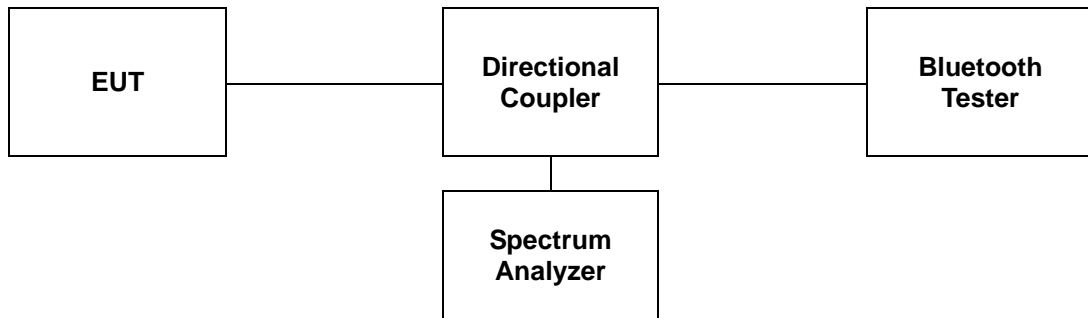 EUT
Directional
Coupler
Bluetooth
Tester
Spectrum
Analyzer